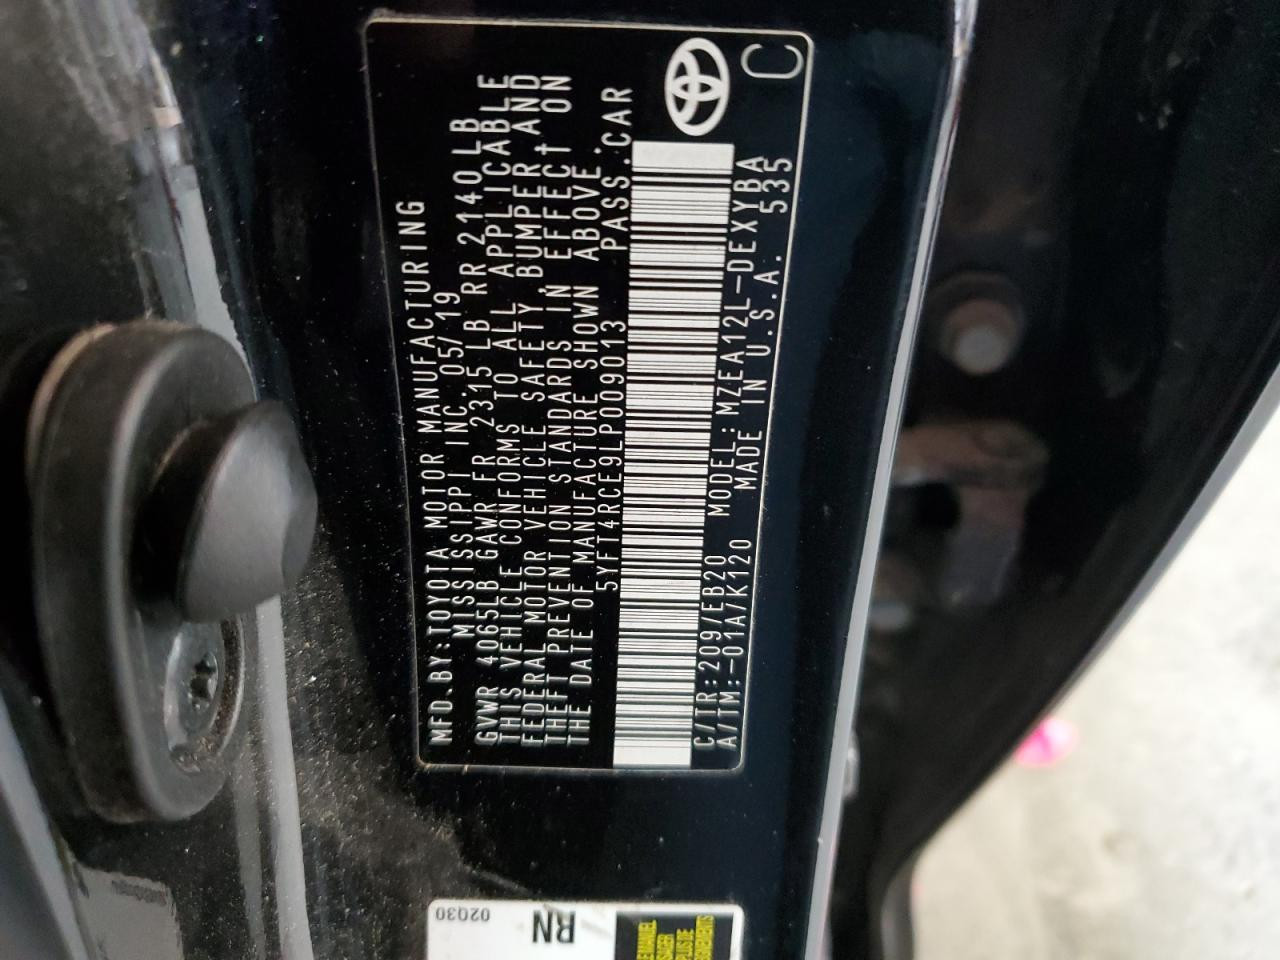 MFD.BY:TOYOTA MOTOR MANUFACTURING
MISSISSIPPI INC. 05/19
GVWR 4065LB GAWR FR 2315 LB RR 2140 LB
THIS VEHICLE CONFORMS TO ALL APPLICABLE
FEDERAL MOTOR VEHICLE SAFETY, BUMPER, AND
THEFT PREVENTION STANDARDS IN EFFECT ON
THE DATE OF MANUFACTURE SHOWN ABOVE.
5YFT4RCE9LP009013 PASS.CAR
C/TR:209/EB20 MODEL:MZEA12L-DEXYBA
A/TM:-01A/K120 MADE IN U.S.A. 535
C
02Q30
RN